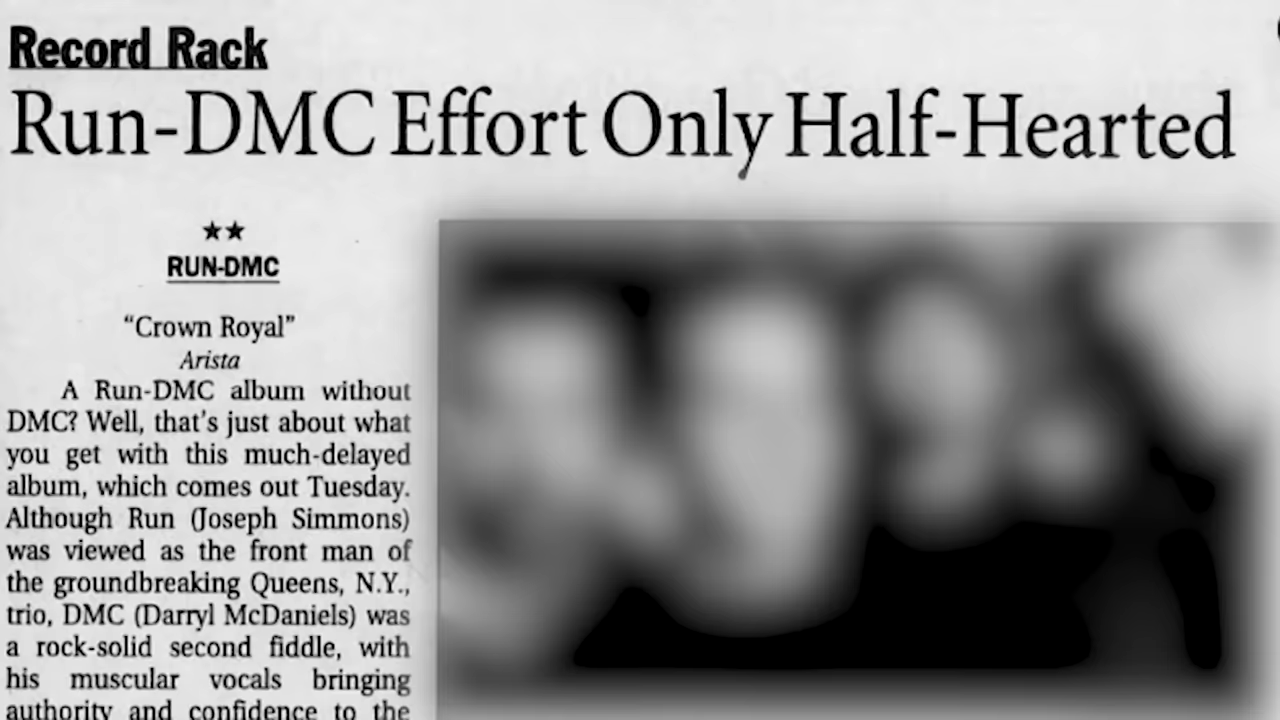 Record Rack
Run-DMC Effort Only Half-Hearted
★★
RUN-DMC
“Crown Royal”
Arista
A Run-DMC album without
DMC? Well, that's just about what
you get with this much-delayed
album, which comes out Tuesday.
Although Run (Joseph Simmons)
was viewed as the front man of
the groundbreaking Queens, N.Y.,
trio, DMC (Darryl McDaniels) was
a rock-solid second fiddle, with
his muscular vocals bringing
authority and confidence to the